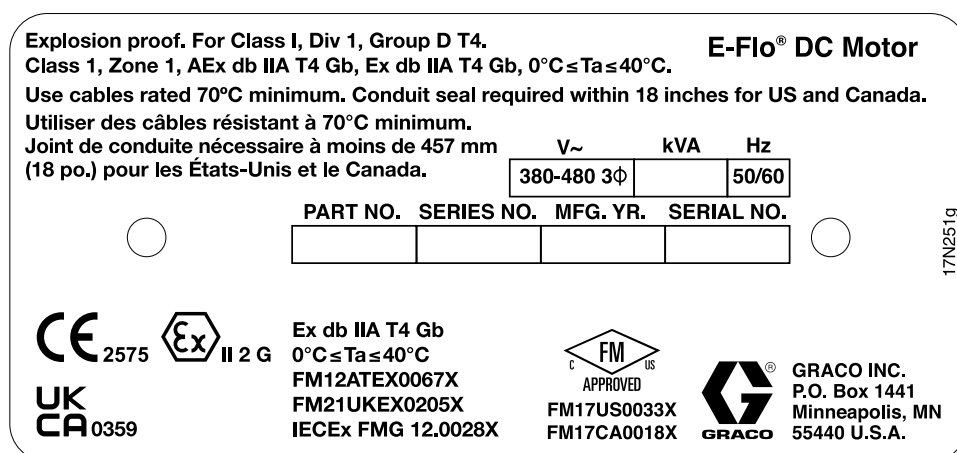 Explosion proof. For Class I, Div 1, Group D T4.
E-Flo® DC Motor
Class 1, Zone 1, AEx db IIA T4 Gb, Ex db IIA T4 Gb, 0°C≤Ta≤40°C.
Use cables rated 70ºC minimum. Conduit seal required within 18 inches for US and Canada.
Utiliser des câbles résistant à 70°C minimum.
Joint de conduite nécessaire à moins de 457 mm
(18 po.) pour les États-Unis et le Canada.
V~ kVA Hz
380-480 3Φ 50/60
PART NO. SERIES NO. MFG. YR. SERIAL NO.
17N251g
CE 2575 Ex II 2 G
UK
CA 0359
Ex db IIA T4 Gb
0°C≤Ta≤40°C
FM12ATEX0067X
FM21UKEX0205X
IECEx FMG 12.0028X
FM
C US
APPROVED
FM17US0033X
FM17CA0018X
®
GRACO
GRACO INC.
P.O. Box 1441
Minneapolis, MN
55440 U.S.A.